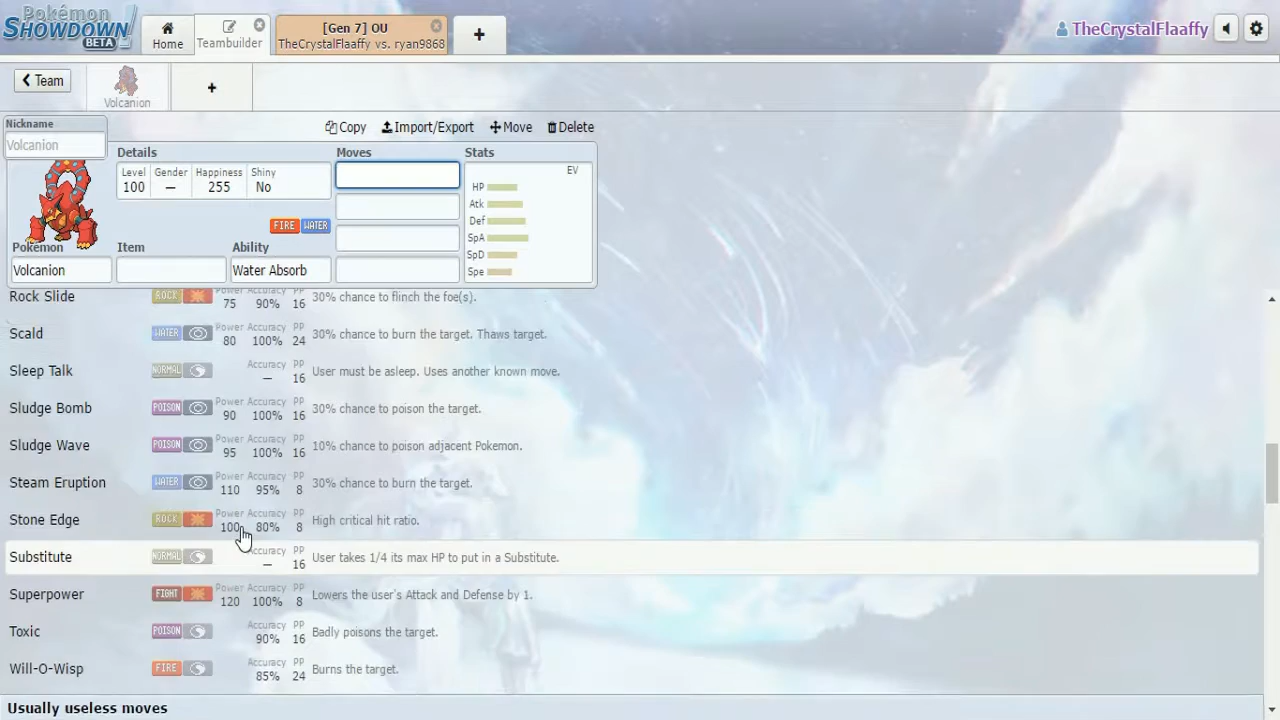 Pokémon
SHOWDOWN!
BETA
Home
Teambuilder
[Gen 7] OU
TheCrystalFlaaffy vs. ryan9868
+
TheCrystalFlaaffy
Team
Volcanion
+
Nickname
Volcanion
Copy
Import/Export
Move
Delete
Details
Moves
Stats
Level Gender Happiness Shiny
100 — 255 No
EV
HP
Atk
Def
SpA
SpD
Spe
FIRE WATER
Pokémon Item Ability
Volcanion Water Absorb
Rock Slide ROCK Power 75 Accuracy 90% PP 16 30% chance to flinch the foe(s).
Scald WATER Power 80 Accuracy 100% PP 24 30% chance to burn the target. Thaws target.
Sleep Talk NORMAL Accuracy — PP 16 User must be asleep. Uses another known move.
Sludge Bomb POISON Power 90 Accuracy 100% PP 16 30% chance to poison the target.
Sludge Wave POISON Power 95 Accuracy 100% PP 16 10% chance to poison adjacent Pokemon.
Steam Eruption WATER Power 110 Accuracy 95% PP 8 30% chance to burn the target.
Stone Edge ROCK Power 100 Accuracy 80% PP 8 High critical hit ratio.
Substitute NORMAL Accuracy — PP 16 User takes 1/4 its max HP to put in a Substitute.
Superpower FIGHT Power 120 Accuracy 100% PP 8 Lowers the user's Attack and Defense by 1.
Toxic POISON Accuracy 90% PP 16 Badly poisons the target.
Will-O-Wisp FIRE Accuracy 85% PP 24 Burns the target.
Usually useless moves